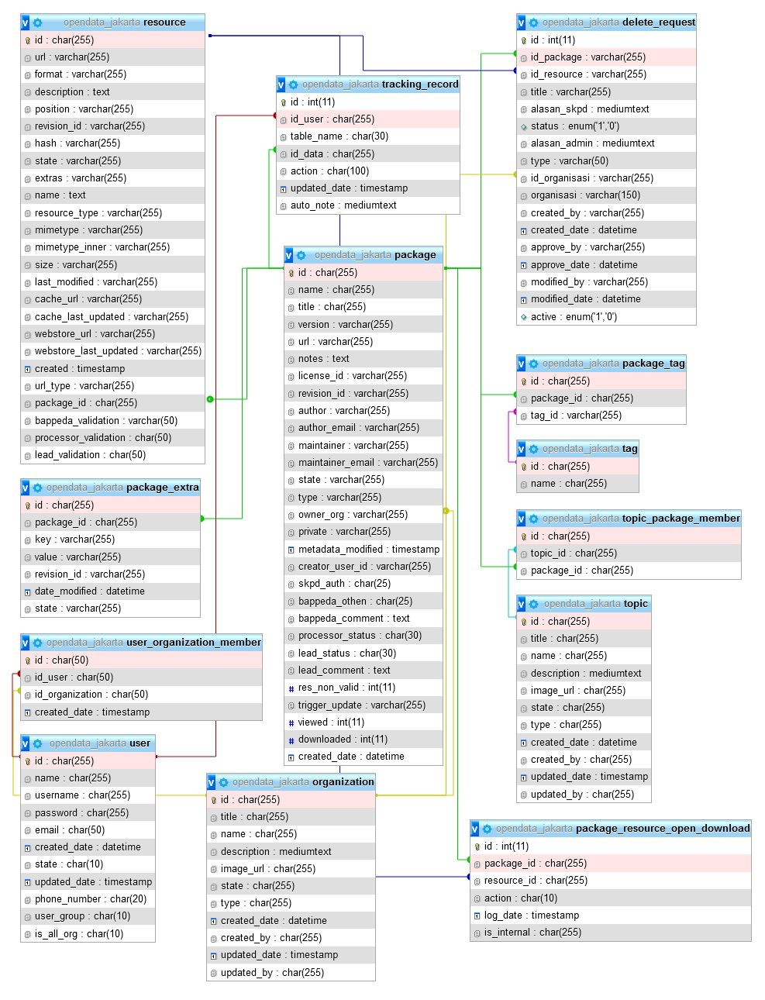 opendata_jakarta resource
id : char(255)
url : varchar(255)
format : varchar(255)
description : text
position : varchar(255)
revision_id : varchar(255)
hash : varchar(255)
state : varchar(255)
extras : varchar(255)
name : text
resource_type : varchar(255)
mimetype : varchar(255)
mimetype_inner : varchar(255)
size : varchar(255)
last_modified : varchar(255)
cache_url : varchar(255)
cache_last_updated : varchar(255)
webstore_url : varchar(255)
webstore_last_updated : varchar(255)
created : timestamp
url_type : varchar(255)
package_id : char(255)
bappeda_validation : varchar(50)
processor_validation : char(50)
lead_validation : char(50)
opendata_jakarta package_extra
id : char(255)
package_id : char(255)
key : varchar(255)
value : varchar(255)
revision_id : varchar(255)
date_modified : datetime
state : varchar(255)
opendata_jakarta user_organization_member
id : char(50)
id_user : char(50)
id_organization : char(50)
created_date : timestamp
opendata_jakarta user
id : char(255)
name : char(255)
username : char(255)
password : char(255)
email : char(50)
created_date : datetime
state : char(10)
updated_date : timestamp
phone_number : char(20)
user_group : char(10)
is_all_org : char(10)
opendata_jakarta tracking_record
id : int(11)
id_user : char(255)
table_name : char(30)
id_data : char(255)
action : char(100)
updated_date : timestamp
auto_note : mediumtext
opendata_jakarta package
id : char(255)
name : char(255)
title : char(255)
version : varchar(255)
url : varchar(255)
notes : text
license_id : varchar(255)
revision_id : varchar(255)
author : varchar(255)
author_email : varchar(255)
maintainer : varchar(255)
maintainer_email : varchar(255)
state : varchar(255)
type : varchar(255)
owner_org : varchar(255)
private : varchar(255)
metadata_modified : timestamp
creator_user_id : varchar(255)
skpd_auth : char(25)
bappeda_othen : char(25)
bappeda_comment : text
processor_status : char(30)
lead_status : char(30)
lead_comment : text
res_non_valid : int(11)
trigger_update : varchar(255)
viewed : int(11)
downloaded : int(11)
created_date : datetime
opendata_jakarta organization
id : char(255)
title : char(255)
name : char(255)
description : mediumtext
image_url : char(255)
state : char(255)
type : char(255)
created_date : datetime
created_by : char(255)
updated_date : timestamp
updated_by : char(255)
opendata_jakarta delete_request
id : int(11)
id_package : varchar(255)
id_resource : varchar(255)
title : varchar(255)
alasan_skpd : mediumtext
status : enum('1','0')
alasan_admin : mediumtext
type : varchar(50)
id_organisasi : varchar(255)
organisasi : varchar(150)
created_by : varchar(255)
created_date : datetime
approve_by : varchar(255)
approve_date : datetime
modified_by : varchar(255)
modified_date : datetime
active : enum('1','0')
opendata_jakarta package_tag
id : char(255)
package_id : char(255)
tag_id : varchar(255)
opendata_jakarta tag
id : char(255)
name : char(255)
opendata_jakarta topic_package_member
id : char(255)
topic_id : char(255)
package_id : char(255)
opendata_jakarta topic
id : char(255)
title : char(255)
name : char(255)
description : mediumtext
image_url : char(255)
state : char(255)
type : char(255)
created_date : datetime
created_by : char(255)
updated_date : timestamp
updated_by : char(255)
opendata_jakarta package_resource_open_download
id : int(11)
package_id : char(255)
resource_id : char(255)
action : char(10)
log_date : timestamp
is_internal : char(255)